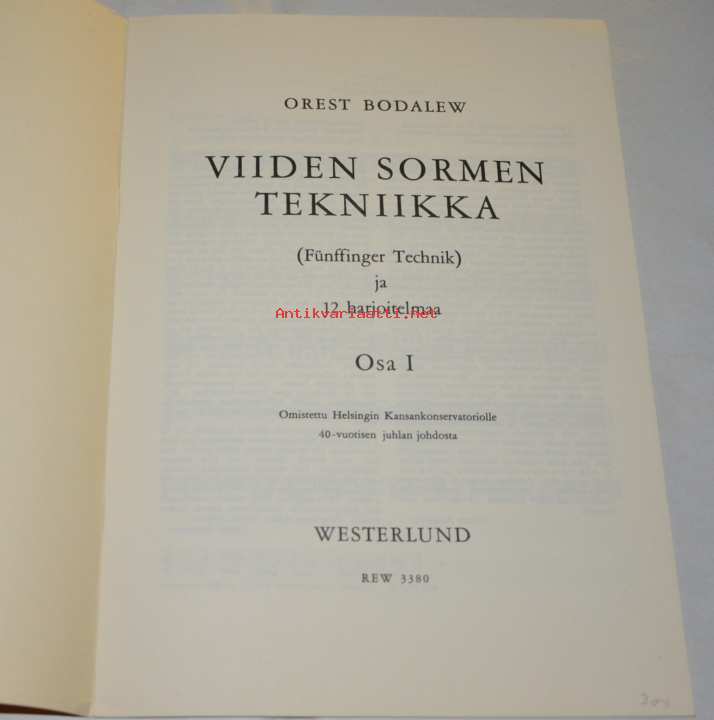 OREST BODALEW
VIIDEN SORMEN
TEKNIIKKA
(Fünffinger Technik)
ja
12 harjoitelmaa
Antikvariaatti.net
Osa I
Omistettu Helsingin Kansankonservatoriolle
40-vuotisen juhlan johdosta
WESTERLUND
REW 3380